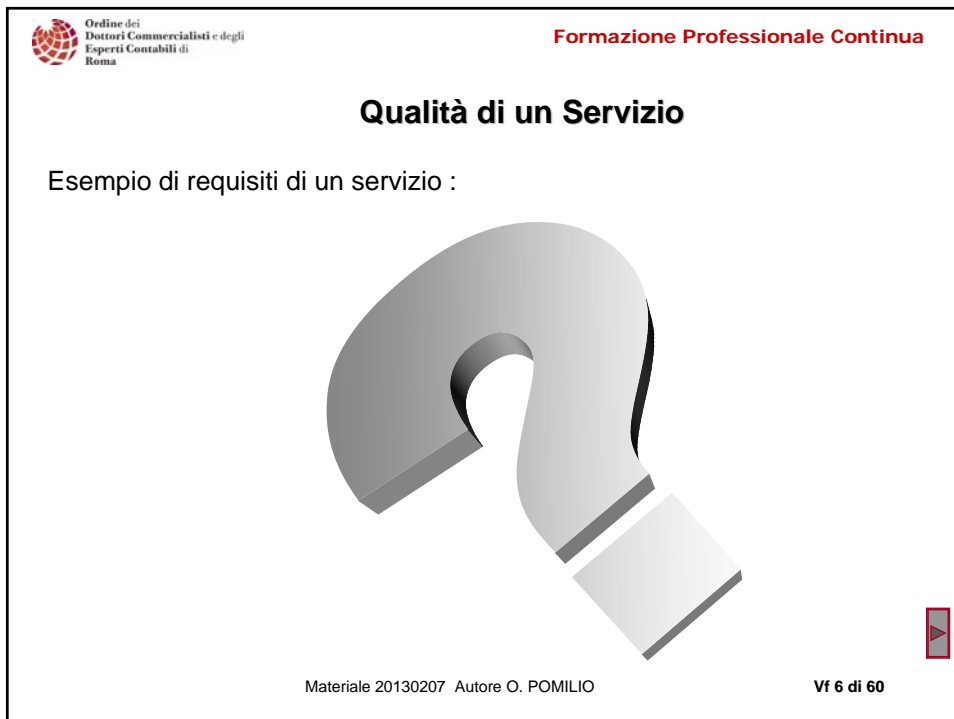 Ordine dei
Dottori Commercialisti e degli
Esperti Contabili di
Roma
Formazione Professionale Continua
Qualità di un Servizio
Esempio di requisiti di un servizio :
Materiale 20130207 Autore O. POMILIO
Vf 6 di 60